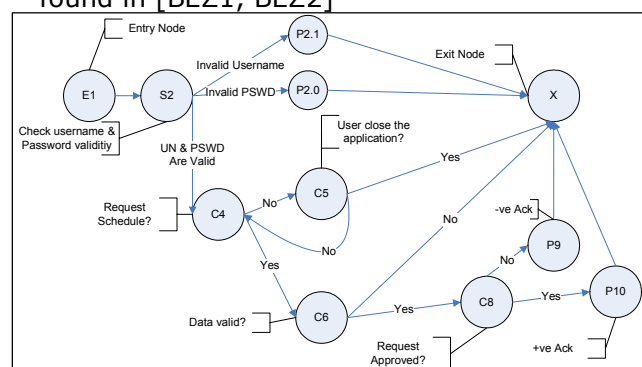 found in [BEZ1, BEZ2]
Entry Node
P2.1
Exit Node
Invalid Username
E1
S2
Invalid PSWD
P2.0
X
Check username &
Password validitiy
User close the
application?
UN & PSWD
Are Valid
Yes
Request
Schedule?
C4
No
C5
No
-ve Ack
No
P9
Yes
No
Data valid?
C6
Yes
C8
Yes
P10
Request
Approved?
+ve Ack